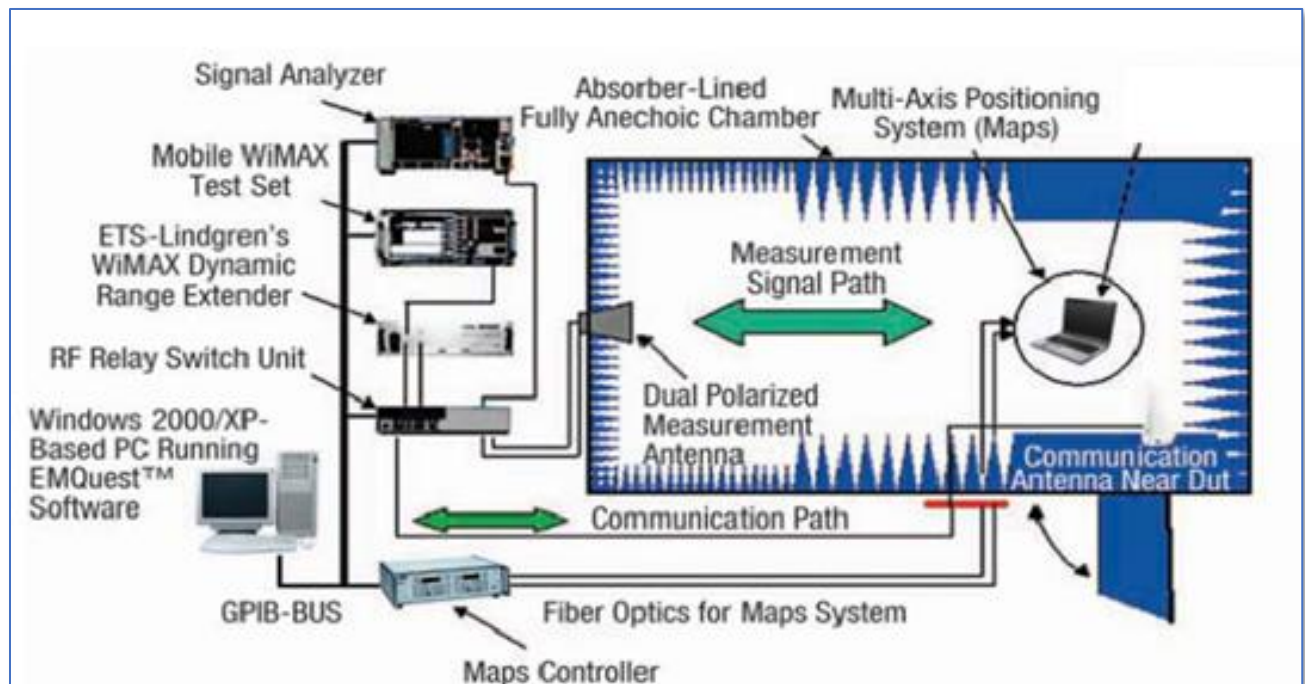 Signal Analyzer
Absorber-Lined
Fully Anechoic Chamber
Multi-Axis Positioning
System (Maps)
Mobile WiMAX
Test Set
ETS-Lindgren's
WiMAX Dynamic
Range Extender
Measurement
Signal Path
RF Relay Switch Unit
Dual Polarized
Measurement
Antenna
Windows 2000/XP-
Based PC Running
EMQuest™
Software
Communication
Antenna Near Dut
Communication Path
GPIB-BUS
Fiber Optics for Maps System
Maps Controller